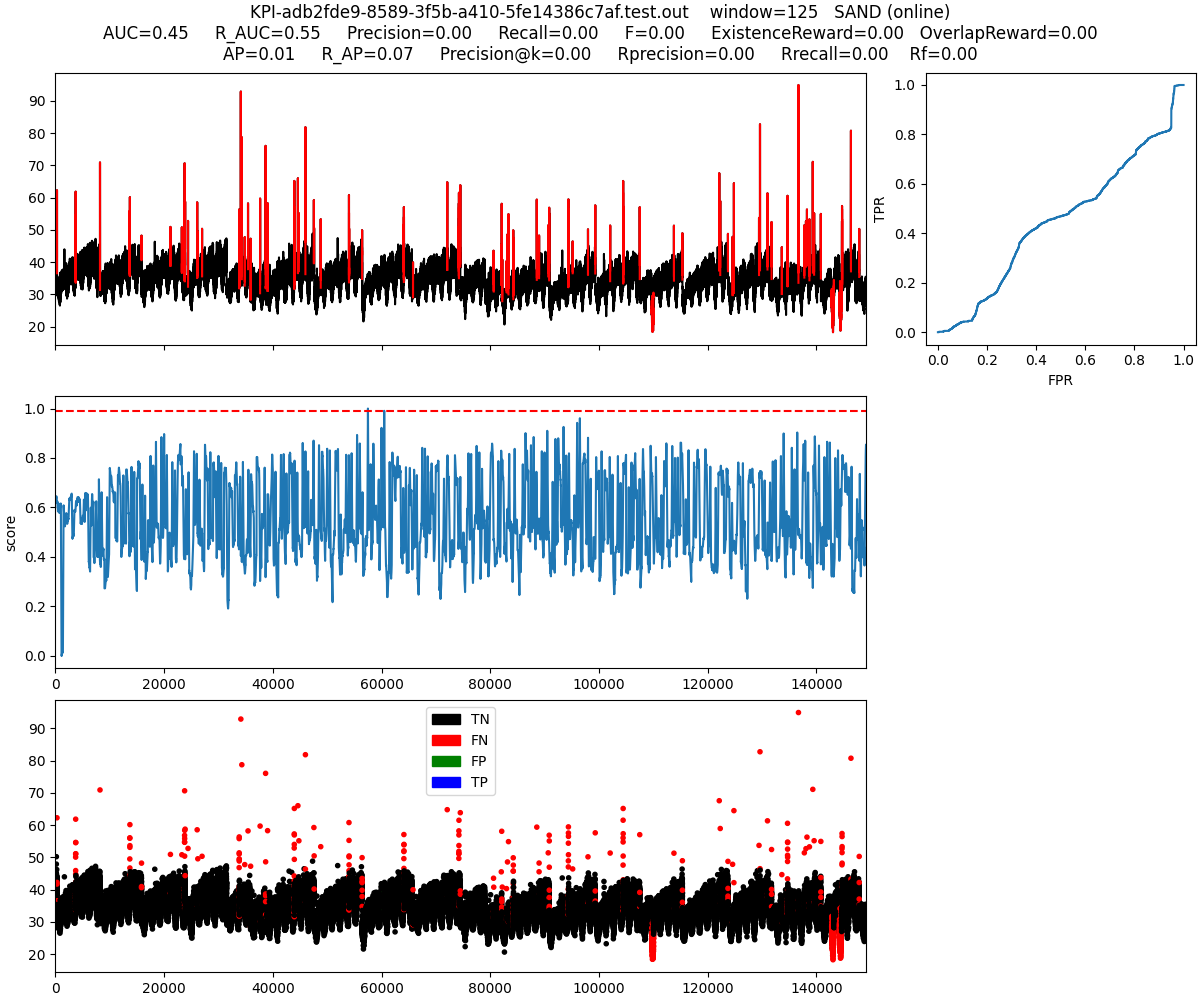 KPI-adb2fde9-8589-3f5b-a410-5fe14386c7af.test.out window=125 SAND (online)
AUC=0.45 R_AUC=0.55 Precision=0.00 Recall=0.00 F=0.00 ExistenceReward=0.00 OverlapReward=0.00
AP=0.01 R_AP=0.07 Precision@k=0.00 Rprecision=0.00 Rrecall=0.00 Rf=0.00
90
80
70
60
50
40
30
20
1.0
0.8
0.6
0.4
0.2
0.0
TPR
0.0 0.2 0.4 0.6 0.8 1.0
FPR
1.0
0.8
0.6
0.4
0.2
0.0
score
0 20000 40000 60000 80000 100000 120000 140000
90
80
70
60
50
40
30
20
TN
FN
FP
TP
0 20000 40000 60000 80000 100000 120000 140000